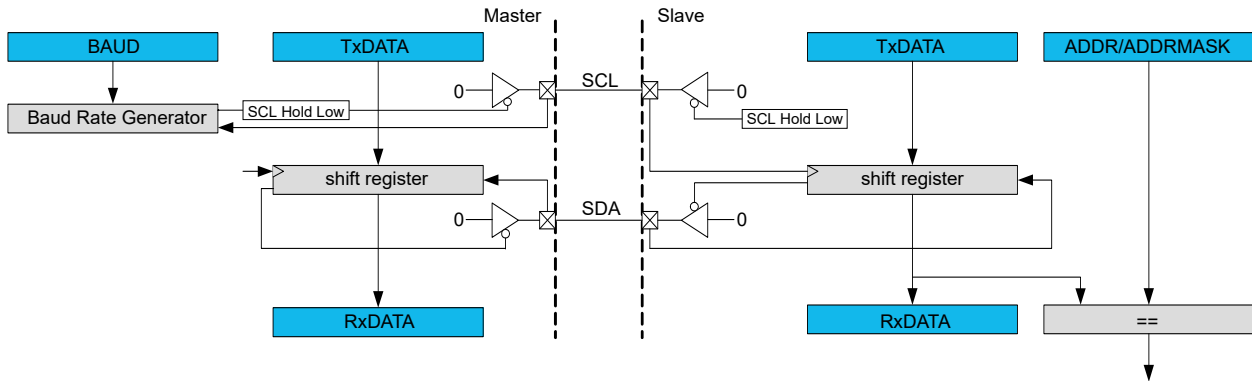 Master
Slave
BAUD
TxDATA
TxDATA
ADDR/ADDRMASK
SCL
0
0
SCL Hold Low
SCL Hold Low
Baud Rate Generator
shift register
shift register
SDA
0
0
RxDATA
RxDATA
==